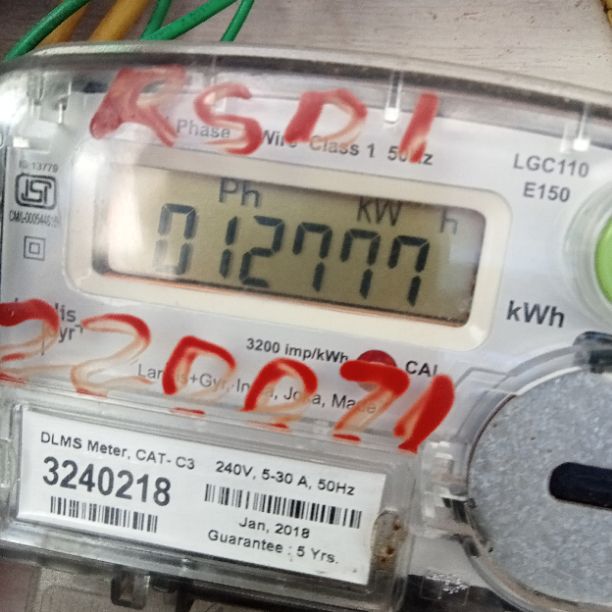 RSD1
Phase Wire Class 1 50Hz
LGC110
E150
IS 13779
ISI
Ph kW h
012777
kWh
3200 imp/kWh CAL
DLMS Meter, CAT- C3
3240218
240V, 5-30 A, 50Hz
Jan, 2018
Guarantee : 5 Yrs.